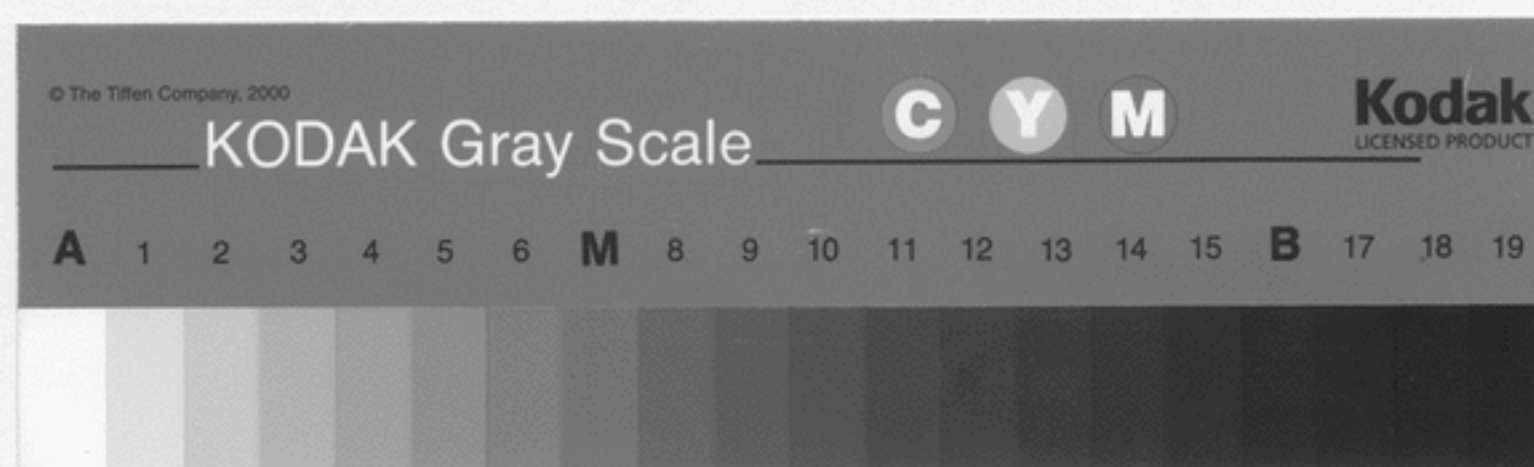 © The Tiffen Company, 2000
KODAK Gray Scale
C Y M
Kodak
LICENSED PRODUCT
A 1 2 3 4 5 6 M 8 9 10 11 12 13 14 15 B 17 18 19